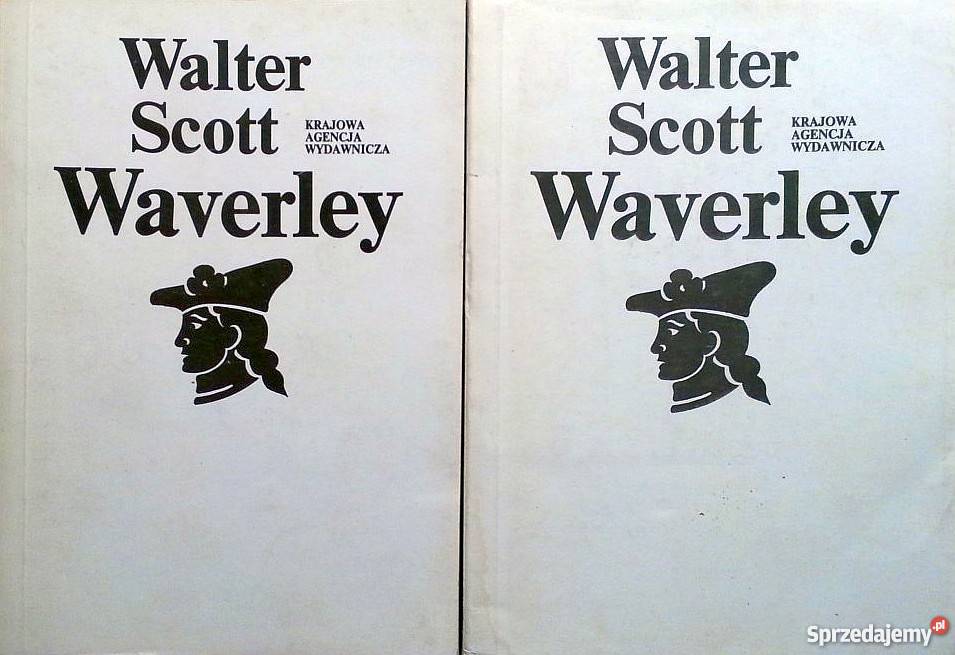 Walter
Scott
KRAJOWA
AGENCJA
WYDAWNICZA
Waverley
Walter
Scott
KRAJOWA
AGENCJA
WYDAWNICZA
Waverley
Sprzedajemy.pl